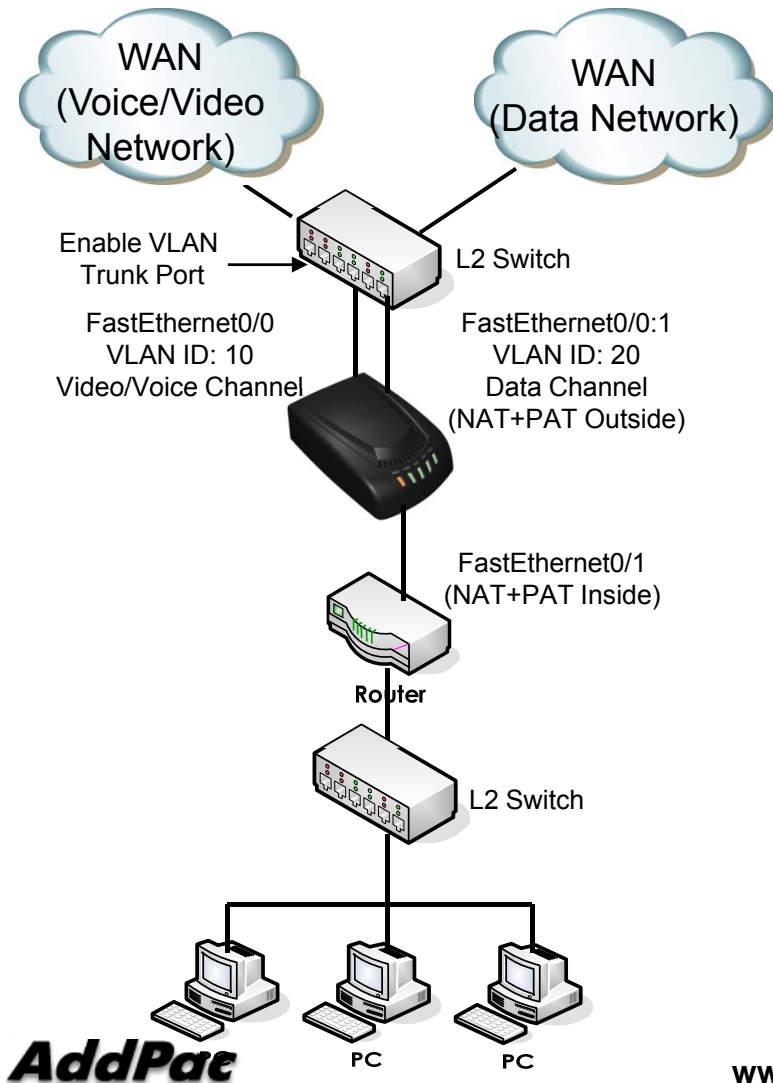 WAN
(Voice/Video
Network)
WAN
(Data Network)
Enable VLAN
Trunk Port
L2 Switch
FastEthernet0/0
VLAN ID: 10
Video/Voice Channel
FastEthernet0/0:1
VLAN ID: 20
Data Channel
(NAT+PAT Outside)
FastEthernet0/1
(NAT+PAT Inside)
Router
L2 Switch
PC
PC
PC
AddPac